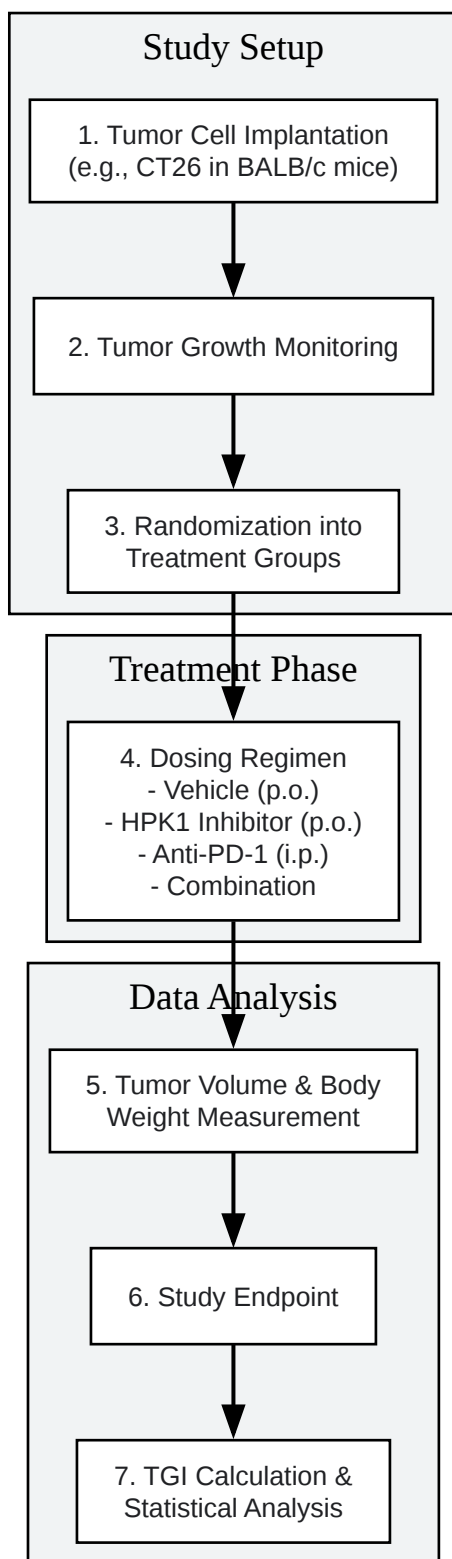 Study Setup
1. Tumor Cell Implantation
(e.g., CT26 in BALB/c mice)
2. Tumor Growth Monitoring
3. Randomization into
Treatment Groups
Treatment Phase
4. Dosing Regimen
- Vehicle (p.o.)
- HPK1 Inhibitor (p.o.)
- Anti-PD-1 (i.p.)
- Combination
Data Analysis
5. Tumor Volume & Body
Weight Measurement
6. Study Endpoint
7. TGI Calculation &
Statistical Analysis